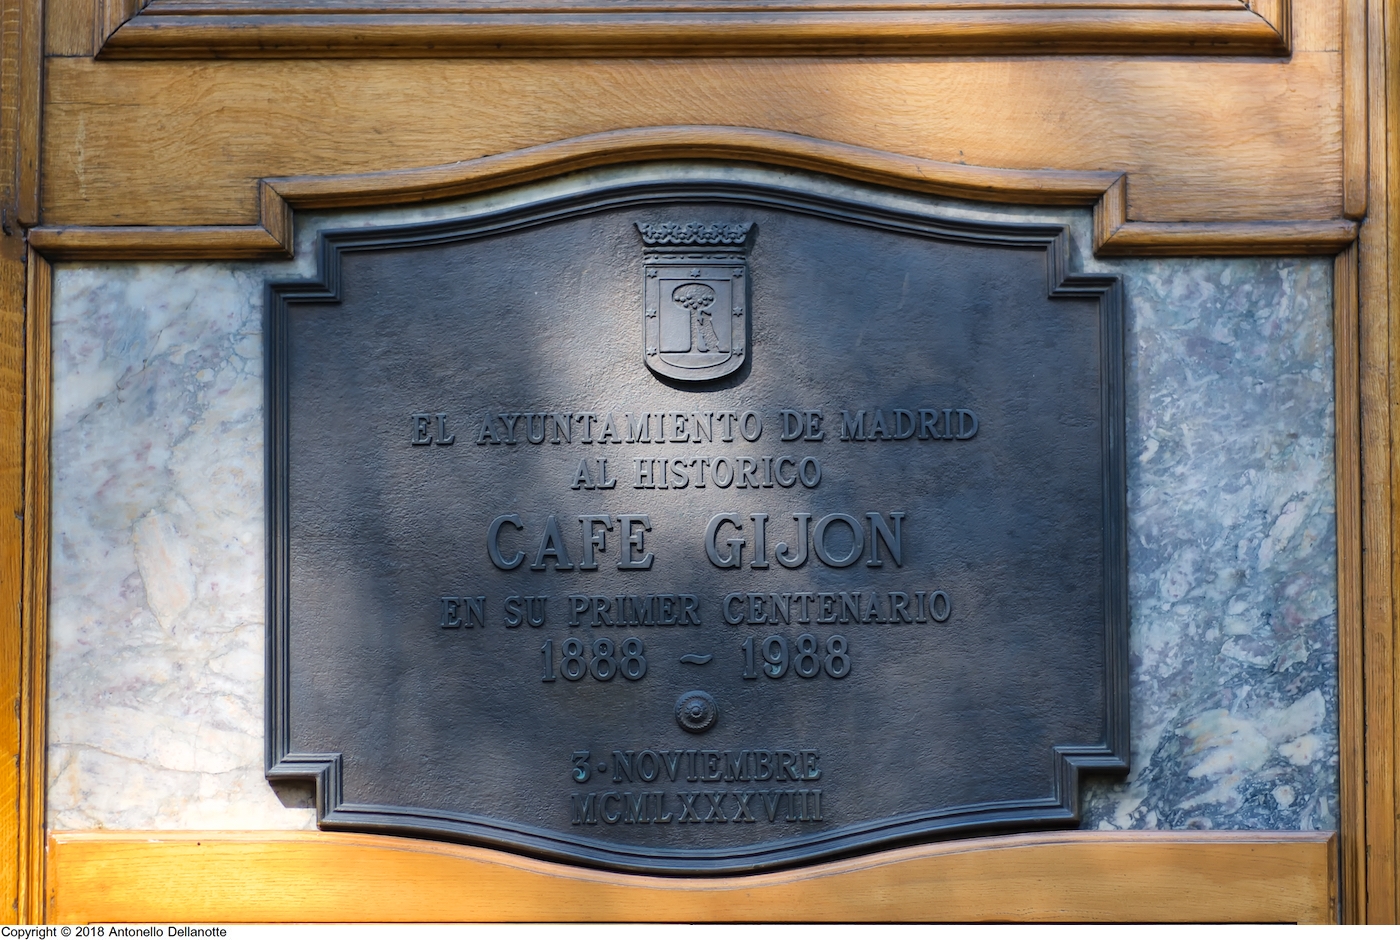 EL AYUNTAMIENTO DE MADRID
AL HISTORICO
CAFE GIJON
EN SU PRIMER CENTENARIO
1888 ~ 1988
3·NOVIEMBRE
MCMLXXXVIII
Copyright © 2018 Antonello Dellanotte